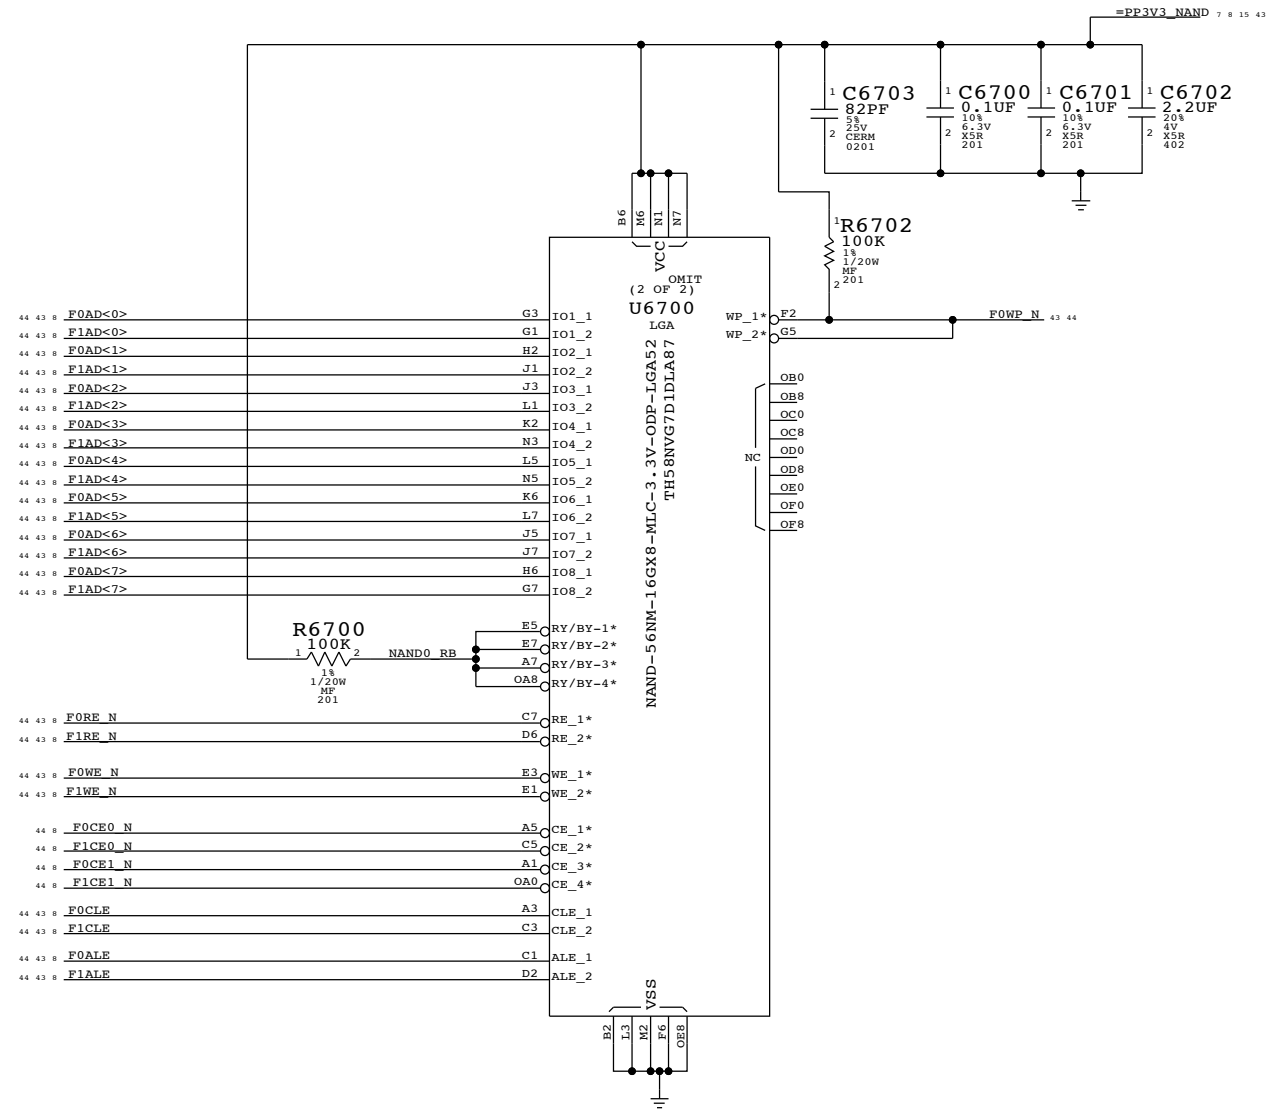 =PP3V3_NAND 7 8 15 43
1 C6703
82PF
5%
25V
2 CERM
0201
1 C6700
0.1UF
10%
6.3V
2 X5R
201
1 C6701
0.1UF
10%
6.3V
2 X5R
201
1 C6702
2.2UF
20%
4V
2 X5R
402
B6
M6
N1
N7
VCC
1 R6702
100K
1%
1/20W
MF
2 201
OMIT
(2 OF 2)
U6700
LGA
NAND-56NM-16GX8-MLC-3.3V-ODP-LGA52
TH58NVG7D1DLA87
44 43 8 F0AD<0> G3 IO1_1
44 43 8 F1AD<0> G1 IO1_2
44 43 8 F0AD<1> H2 IO2_1
44 43 8 F1AD<1> J1 IO2_2
44 43 8 F0AD<2> J3 IO3_1
44 43 8 F1AD<2> L1 IO3_2
44 43 8 F0AD<3> K2 IO4_1
44 43 8 F1AD<3> N3 IO4_2
44 43 8 F0AD<4> L5 IO5_1
44 43 8 F1AD<4> N5 IO5_2
44 43 8 F0AD<5> K6 IO6_1
44 43 8 F1AD<5> L7 IO6_2
44 43 8 F0AD<6> J5 IO7_1
44 43 8 F1AD<6> J7 IO7_2
44 43 8 F0AD<7> H6 IO8_1
44 43 8 F1AD<7> G7 IO8_2
WP_1* F2 F0WP_N 43 44
WP_2* G5
NC
OB0
OB8
OC0
OC8
OD0
OD8
OE0
OF0
OF8
R6700
1 100K 2
1%
1/20W
MF
201
NAND0_RB
E5 RY/BY-1*
E7 RY/BY-2*
A7 RY/BY-3*
OA8 RY/BY-4*
44 43 8 F0RE_N C7 RE_1*
44 43 8 F1RE_N D6 RE_2*
44 43 8 F0WE_N E3 WE_1*
44 43 8 F1WE_N E1 WE_2*
44 8 F0CE0_N A5 CE_1*
44 8 F1CE0_N C5 CE_2*
44 8 F0CE1_N A1 CE_3*
44 8 F1CE1_N OA0 CE_4*
44 43 8 F0CLE A3 CLE_1
44 43 8 F1CLE C3 CLE_2
44 43 8 F0ALE C1 ALE_1
44 43 8 F1ALE D2 ALE_2
VSS
B2
L3
M2
F6
OE8